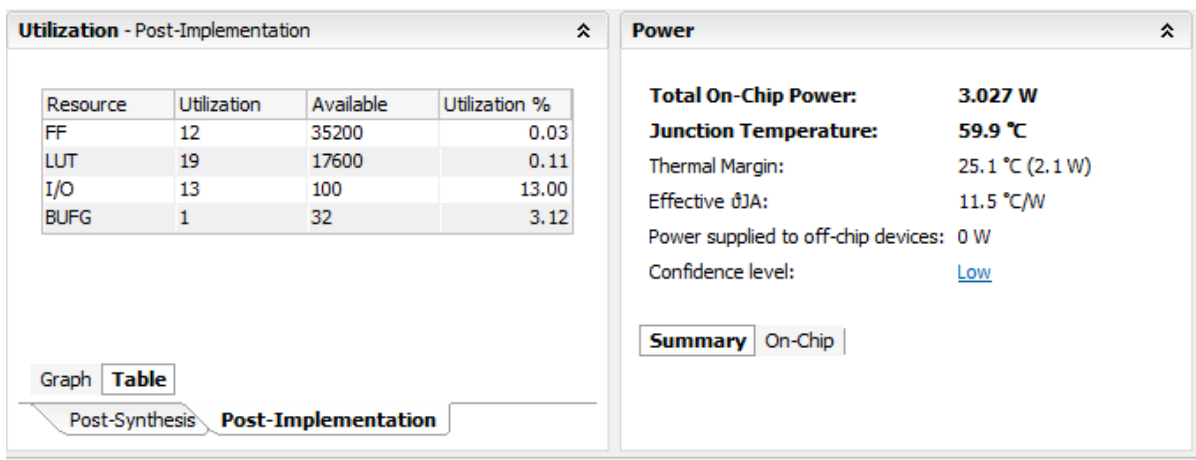 Utilization - Post-Implementation
Resource Utilization Available Utilization %
FF 12 35200 0.03
LUT 19 17600 0.11
I/O 13 100 13.00
BUFG 1 32 3.12
Graph Table
Post-Synthesis Post-Implementation
Power
Total On-Chip Power: 3.027 W
Junction Temperature: 59.9 °C
Thermal Margin: 25.1 °C (2.1 W)
Effective ϑJA: 11.5 °C/W
Power supplied to off-chip devices: 0 W
Confidence level: Low
Summary On-Chip